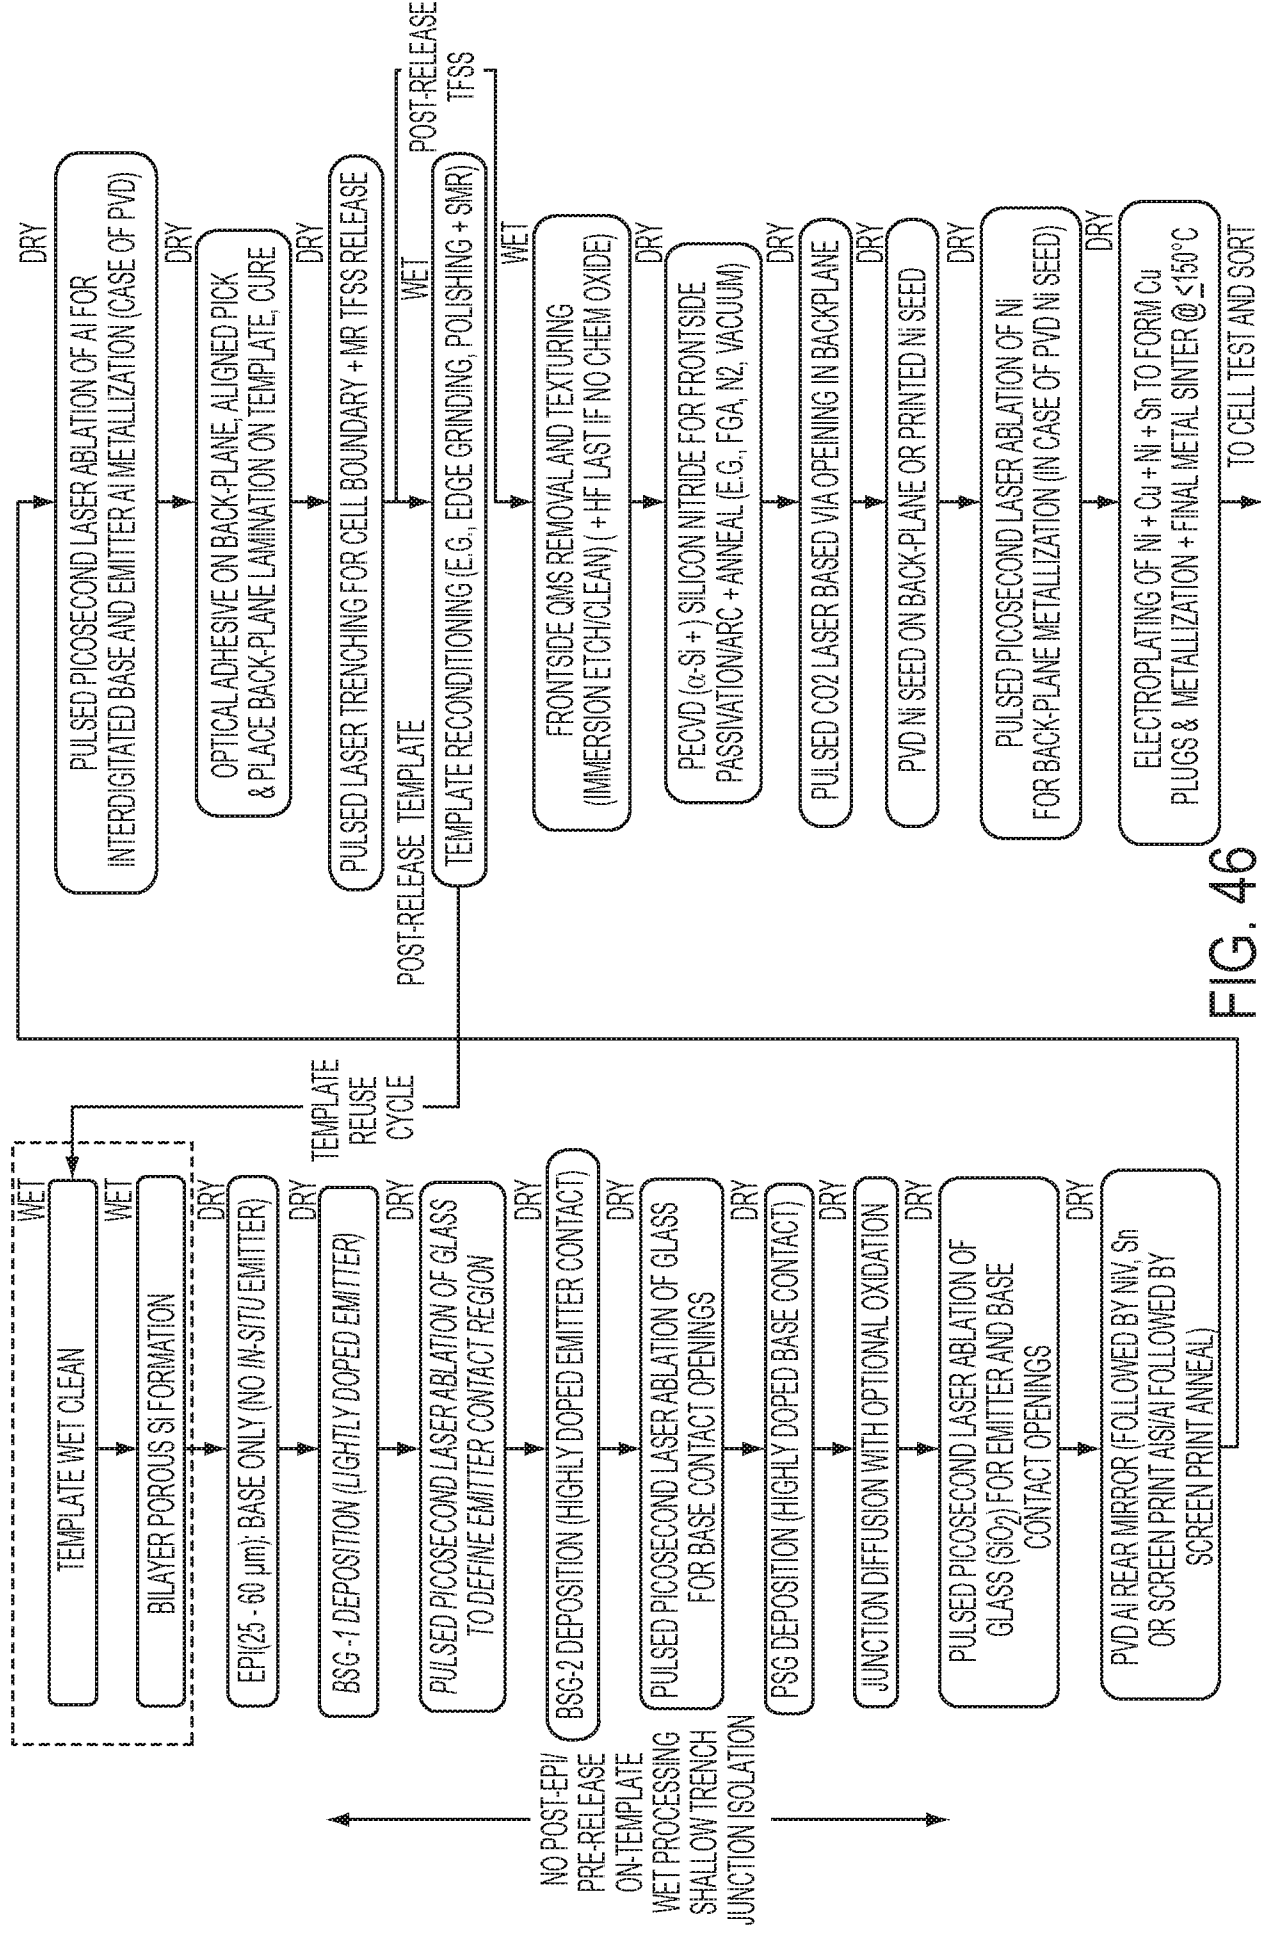 WET
TEMPLATE WET CLEAN
WET
BILAYER POROUS Si FORMATION
DRY
EPI(25 - 60 µm); BASE ONLY (NO IN-SITU EMITTER)
DRY
BSG -1 DEPOSITION (LIGHTLY DOPED EMITTER)
DRY
PULSED PICOSECOND LASER ABLATION OF GLASS
TO DEFINE EMITTER CONTACT REGION
DRY
BSG-2 DEPOSITION (HIGHLY DOPED EMITTER CONTACT)
DRY
PULSED PICOSECOND LASER ABLATION OF GLASS
FOR BASE CONTACT OPENINGS
DRY
PSG DEPOSITION (HIGHLY DOPED BASE CONTACT)
DRY
JUNCTION DIFFUSION WITH OPTIONAL OXIDATION
DRY
PULSED PICOSECOND LASER ABLATION OF
GLASS (SiO2) FOR EMITTER AND BASE
CONTACT OPENINGS
DRY
PVD Al REAR MIRROR (FOLLOWED BY NiV, Sn
OR SCREEN PRINT AlSi/Al FOLLOWED BY
SCREEN PRINT ANNEAL)
NO POST-EPI/
PRE-RELEASE
ON-TEMPLATE
WET PROCESSING
SHALLOW TRENCH
JUNCTION ISOLATION
TEMPLATE
REUSE
CYCLE
DRY
PULSED PICOSECOND LASER ABLATION OF Al FOR
INTERDIGITATED BASE AND EMITTER Al METALLIZATION (CASE OF PVD)
DRY
OPTICAL ADHESIVE ON BACK-PLANE, ALIGNED PICK
& PLACE BACK-PLANE LAMINATION ON TEMPLATE, CURE
DRY
PULSED LASER TRENCHING FOR CELL BOUNDARY + MR TFSS RELEASE
POST-RELEASE TEMPLATE
WET
POST-RELEASE
TFSS
TEMPLATE RECONDITIONING (E.G., EDGE GRINDING, POLISHING + SMR)
WET
FRONTSIDE QMS REMOVAL AND TEXTURING
(IMMERSION ETCH/CLEAN) ( + HF LAST IF NO CHEM OXIDE)
DRY
PECVD (α-Si + ) SILICON NITRIDE FOR FRONTSIDE
PASSIVATION/ARC + ANNEAL (E.G., FGA, N2, VACUUM)
DRY
PULSED CO2 LASER BASED VIA OPEINING IN BACKPLANE
DRY
PVD Ni SEED ON BACK-PLANE OR PRINTED Ni SEED
DRY
PULSED PICOSECOND LASER ABLATION OF Ni
FOR BACK-PLANE METALLIZATION (IN CASE OF PVD Ni SEED)
DRY
ELECTROPLATING OF Ni + Cu + Ni + Sn TO FORM Cu
PLUGS & METALLIZATION + FINAL METAL SINTER @ ≤150°C
TO CELL TEST AND SORT
FIG. 46